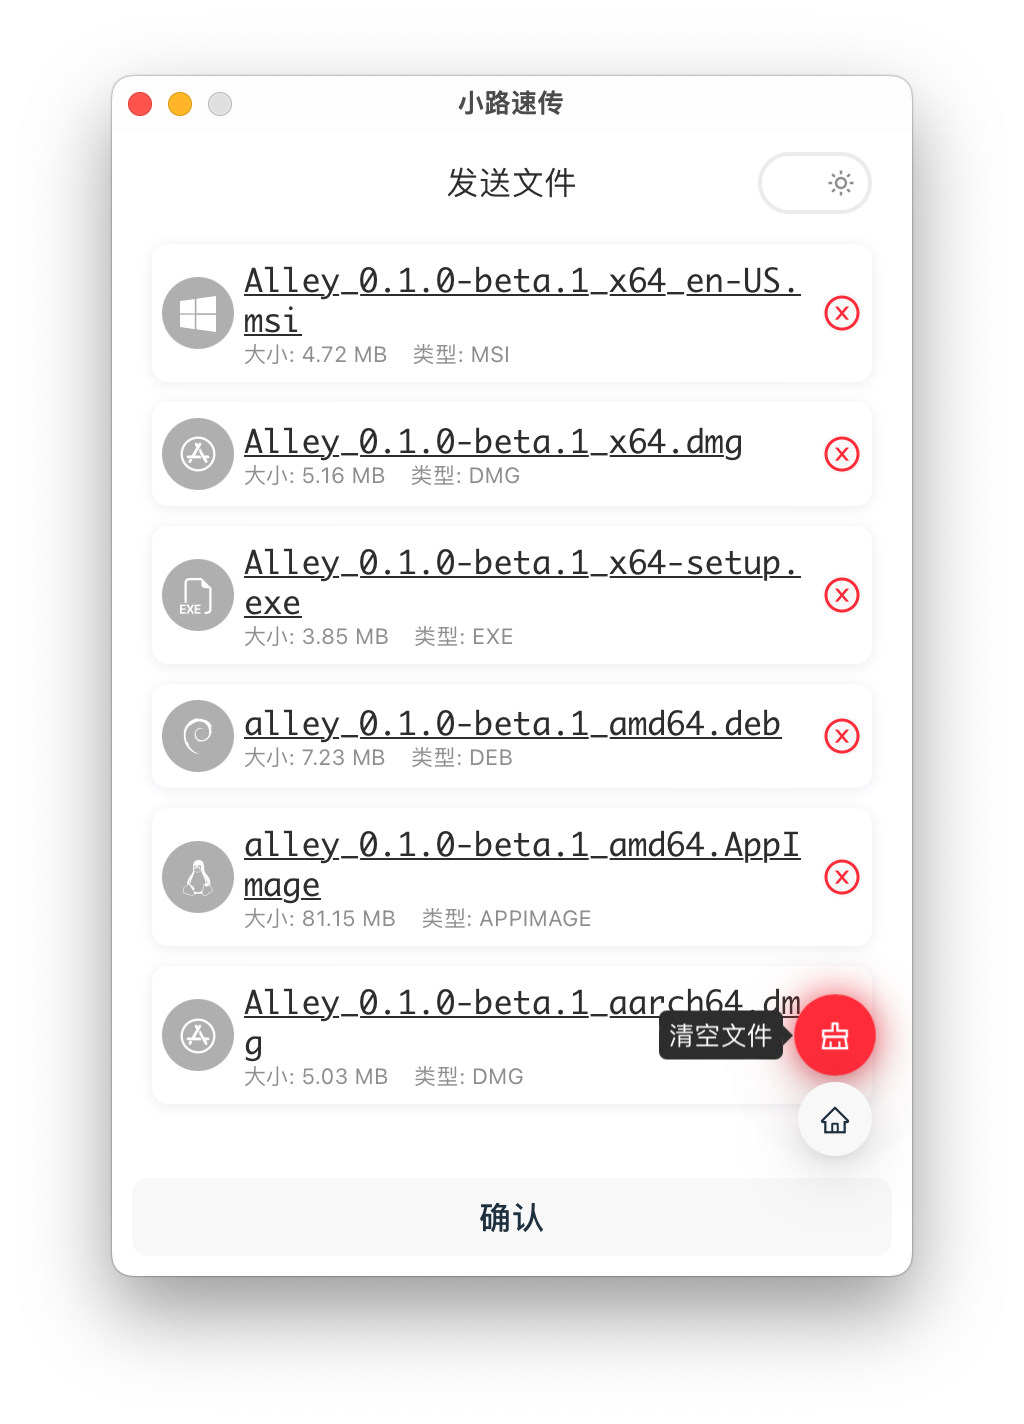 小路速传
发送文件
Alley_0.1.0-beta.1_x64_en-US.
msi
大小: 4.72 MB 类型: MSI
Alley_0.1.0-beta.1_x64.dmg
大小: 5.16 MB 类型: DMG
Alley_0.1.0-beta.1_x64-setup.
exe
大小: 3.85 MB 类型: EXE
EXE
alley_0.1.0-beta.1_amd64.deb
大小: 7.23 MB 类型: DEB
alley_0.1.0-beta.1_amd64.AppI
mage
大小: 81.15 MB 类型: APPIMAGE
Alley_0.1.0-beta.1_aarch64.dm
g
大小: 5.03 MB 类型: DMG
清空文件
确认